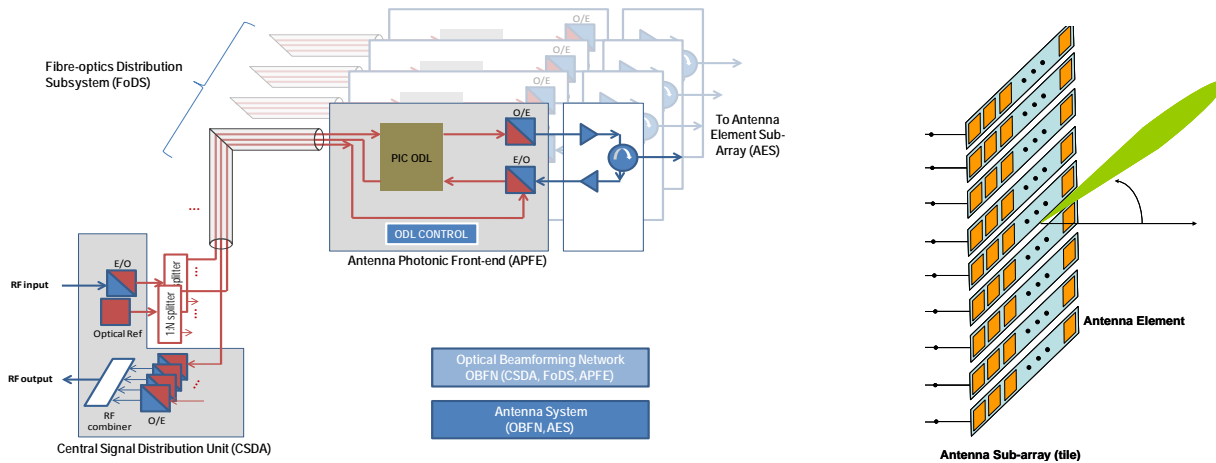 Fibre-optics Distribution
Subsystem (FoDS)
O/E
O/E
O/E
O/E
PIC ODL
E/O
ODL CONTROL
Antenna Photonic Front-end (APFE)
To Antenna
Element Sub-
Array (AES)
...
E/O
RF input
Optical Ref
splitter
1:N splitter
...
...
RF output
RF
combiner
O/E
...
Central Signal Distribution Unit (CSDA)
Optical Beamforming Network
OBFN (CSDA, FoDS, APFE)
Antenna System
(OBFN, AES)
Antenna Element
Antenna Sub-array (tile)